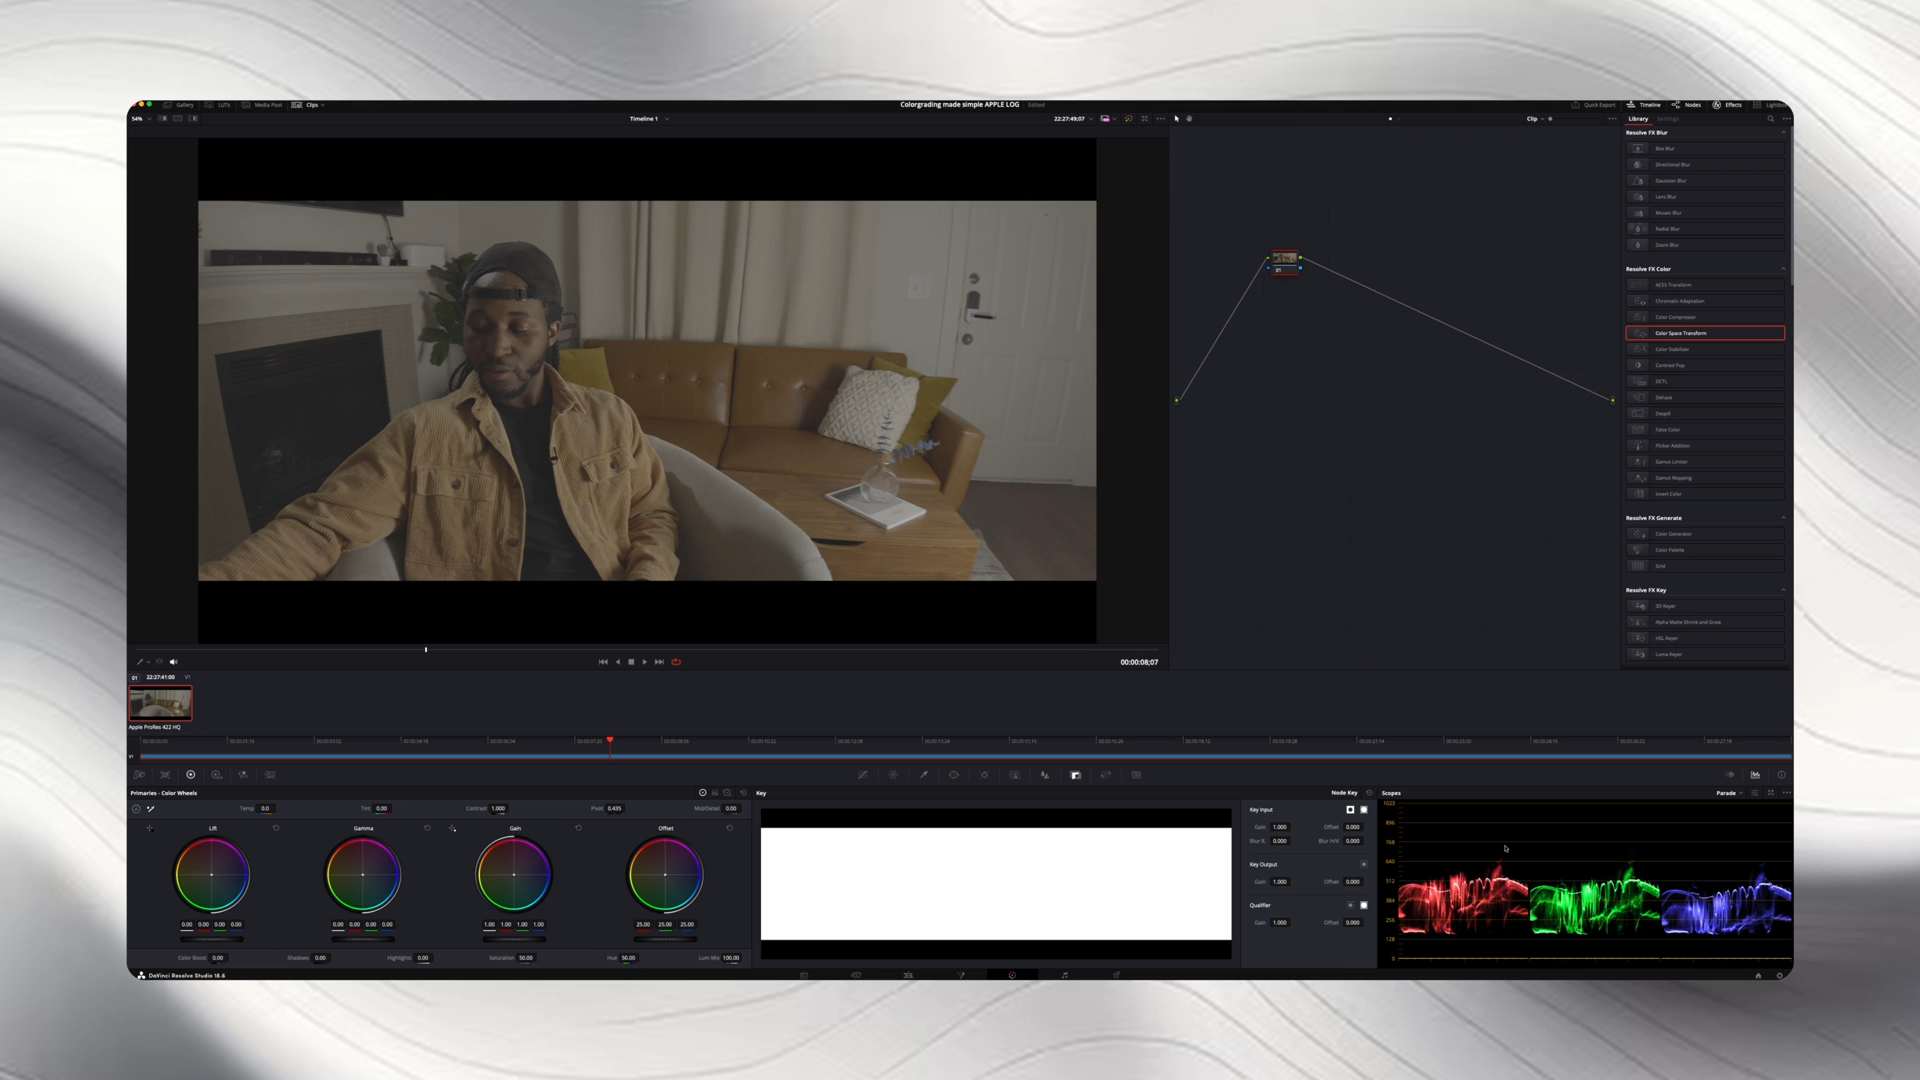 Gallery LUTs Media Pool Clips Colorgrading made simple APPLE LOG Edited Quick Export Timeline Nodes Effects Lightbo
54% Timeline 1 22:27:49;07 Clip Library Settings
Resolve FX Blur
Box Blur
Directional Blur
Gaussian Blur
Lens Blur
Mosaic Blur
Radial Blur
Zoom Blur
Resolve FX Color
ACES Transform
Chromatic Adaptation
Color Compressor
Color Space Transform
Color Stabilizer
Contrast Pop
DCTL
Dehaze
Despill
False Color
Flicker Addition
Gamut Limiter
Gamut Mapping
Invert Color
Resolve FX Generate
Color Generator
Color Palette
Grid
Resolve FX Key
3D Keyer
Alpha Matte Shrink and Grow
HSL Keyer
Luma Keyer
01
00:00:08;07
01 22:27:41:00 V1
Apple ProRes 422 HQ
V1
Primaries - Color Wheels
Temp 0.0 Tint 0.00 Contrast 1.000 Pivot 0.435 Mid/Detail 0.00
Lift Gamma Gain Offset
0.00 0.00 0.00 0.00 0.00 0.00 0.00 0.00 1.00 1.00 1.00 1.00 25.00 25.00 25.00
Color Boost 0.00 Shadows 0.00 Highlights 0.00 Saturation 50.00 Hue 50.00 Lum Mix 100.00
Key Node Key
Key Input
Gain 1.000 Offset 0.000
Blur R. 0.000 Blur H/V 0.000
Key Output
Gain 1.000 Offset 0.000
Qualifier
Gain 1.000 Offset 0.000
Scopes Parade
1023
896
768
640
512
384
256
128
0
DaVinci Resolve Studio 18.6